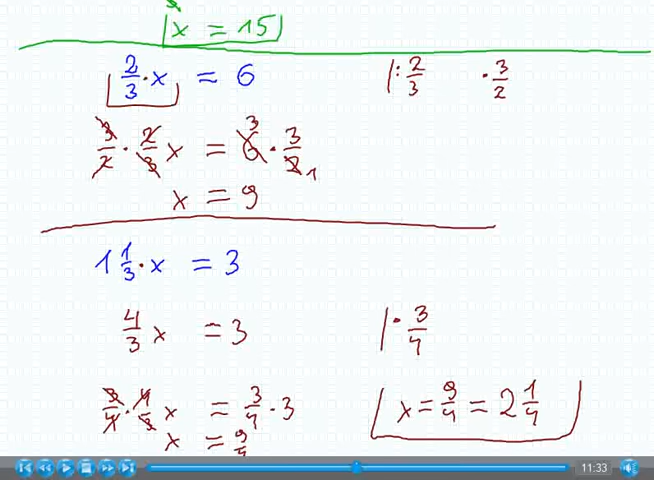 x = 15
2/3 · x = 6 |: 2/3 · 3/2
3/2 · 2/3 x = 6 3 · 3/2 1
x = 9
1 1/3 · x = 3
4/3 x = 3 | · 3/4
3/4 · 4/3 x = 3/4 · 3 x = 9/4 = 2 1/4
x = 9/4
11:33